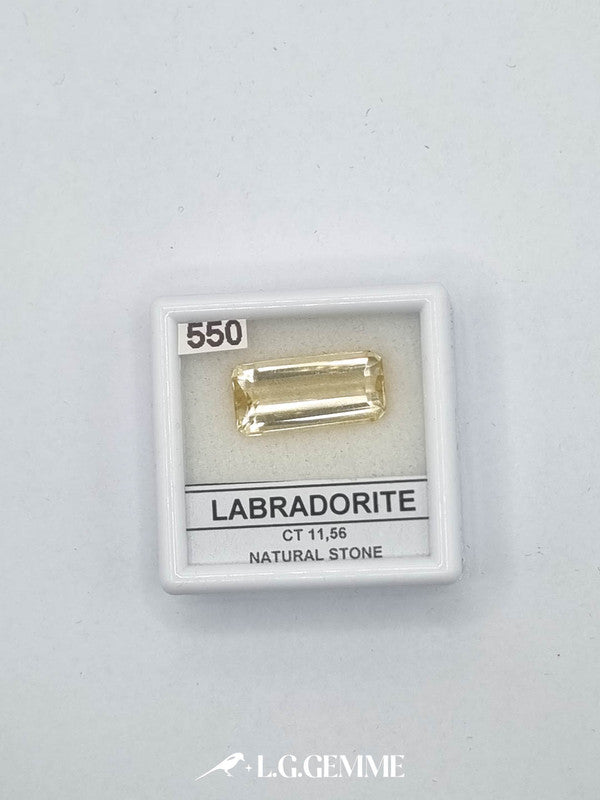 550
LABRADORITE
CT 11,56
NATURAL STONE
L.G.GEMME